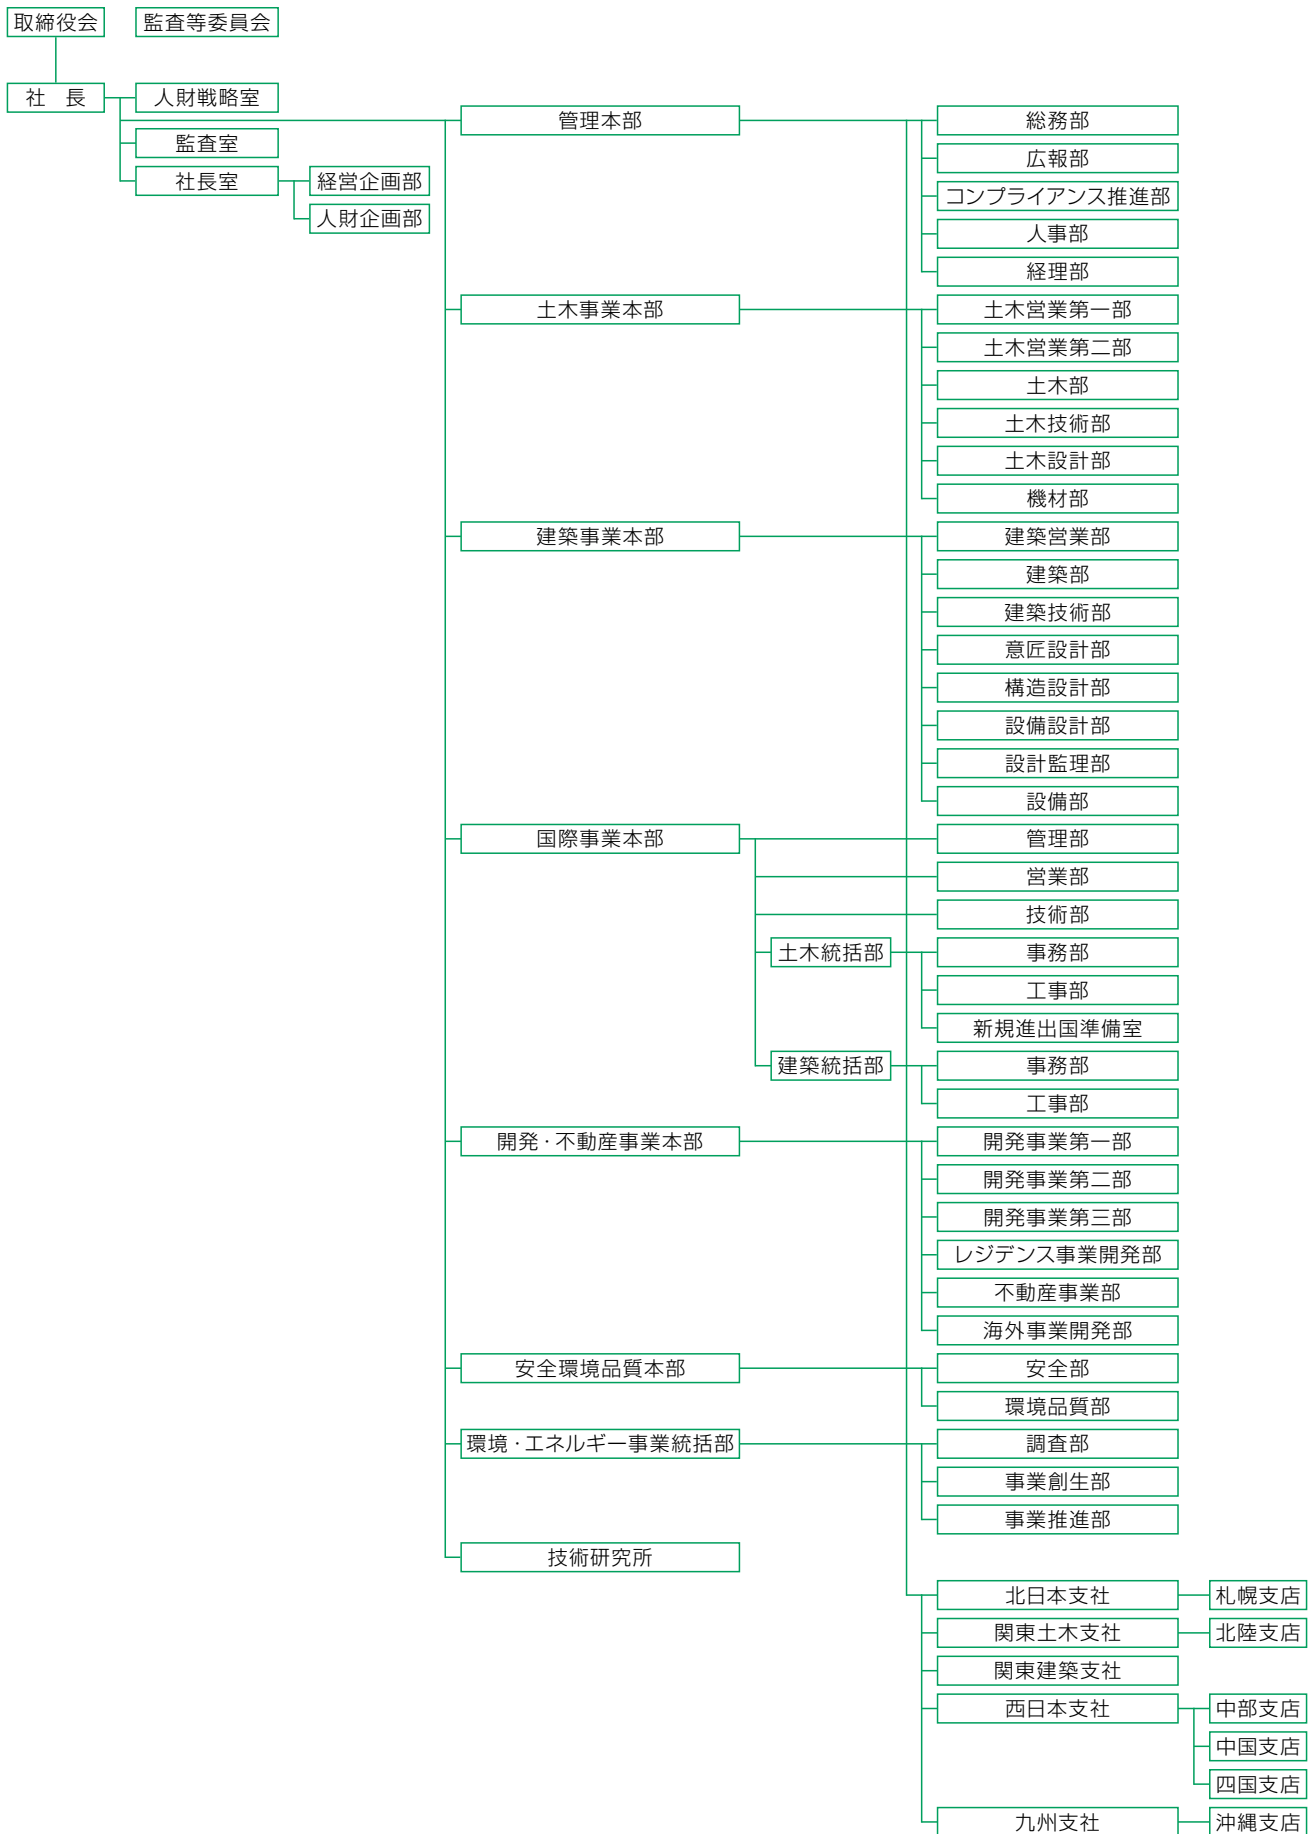 取締役会
監査等委員会
社　長
人財戦略室
監査室
社長室
経営企画部
人財企画部
管理本部
総務部
広報部
コンプライアンス推進部
人事部
経理部
土木事業本部
土木営業第一部
土木営業第二部
土木部
土木技術部
土木設計部
機材部
建築事業本部
建築営業部
建築部
建築技術部
意匠設計部
構造設計部
設備設計部
設計監理部
設備部
国際事業本部
管理部
営業部
技術部
土木統括部
事務部
工事部
新規進出国準備室
建築統括部
事務部
工事部
開発・不動産事業本部
開発事業第一部
開発事業第二部
開発事業第三部
レジデンス事業開発部
不動産事業部
海外事業開発部
安全環境品質本部
安全部
環境品質部
環境・エネルギー事業統括部
調査部
事業創生部
事業推進部
技術研究所
北日本支社
札幌支店
関東土木支社
北陸支店
関東建築支社
西日本支社
中部支店
中国支店
四国支店
九州支社
沖縄支店